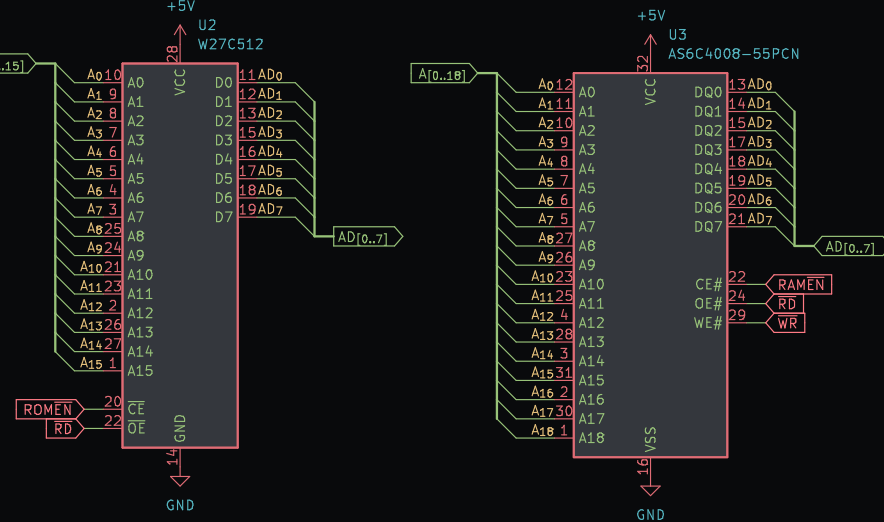 +5V
U2
W27C512
28
VCC
..15]
A0 10 A0
A1 9 A1
A2 8 A2
A3 7 A3
A4 6 A4
A5 5 A5
A6 4 A6
A7 3 A7
A8 25 A8
A9 24 A9
A10 21 A10
A11 23 A11
A12 2 A12
A13 26 A13
A14 27 A14
A15 1 A15
D0 11 AD0
D1 12 AD1
D2 13 AD2
D3 15 AD3
D4 16 AD4
D5 17 AD5
D6 18 AD6
D7 19 AD7
AD[0..7]
ROME̅N̅ 20 C̅E̅
R̅D̅ 22 O̅E̅
GND
14
GND
+5V
U3
AS6C4008-55PCN
32
VCC
A[0..18]
A0 12 A0
A1 11 A1
A2 10 A2
A3 9 A3
A4 8 A4
A5 7 A5
A6 6 A6
A7 5 A7
A8 27 A8
A9 26 A9
A10 23 A10
A11 25 A11
A12 4 A12
A13 28 A13
A14 3 A14
A15 31 A15
A16 2 A16
A17 30 A17
A18 1 A18
DQ0 13 AD0
DQ1 14 AD1
DQ2 15 AD2
DQ3 17 AD3
DQ4 18 AD4
DQ5 19 AD5
DQ6 20 AD6
DQ7 21 AD7
AD[0..7]
CE# 22 RAME̅N̅
OE# 24 R̅D̅
WE# 29 W̅R̅
VSS
16
GND